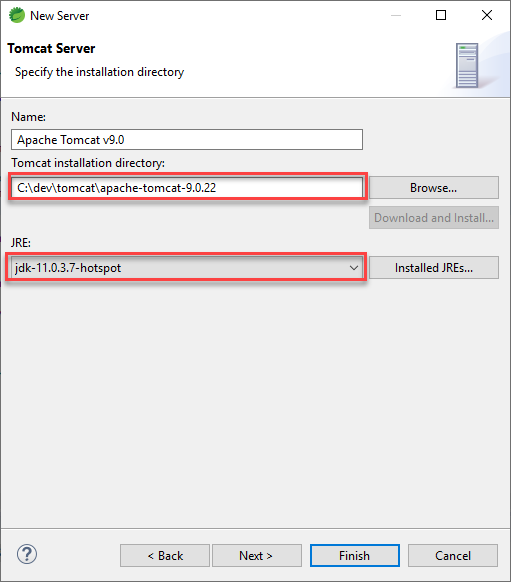 New Server
Tomcat Server
Specify the installation directory
Name:
Apache Tomcat v9.0
Tomcat installation directory:
C:\dev\tomcat\apache-tomcat-9.0.22
Browse...
Download and Install...
JRE:
jdk-11.0.3.7-hotspot
Installed JREs...
?
< Back
Next >
Finish
Cancel